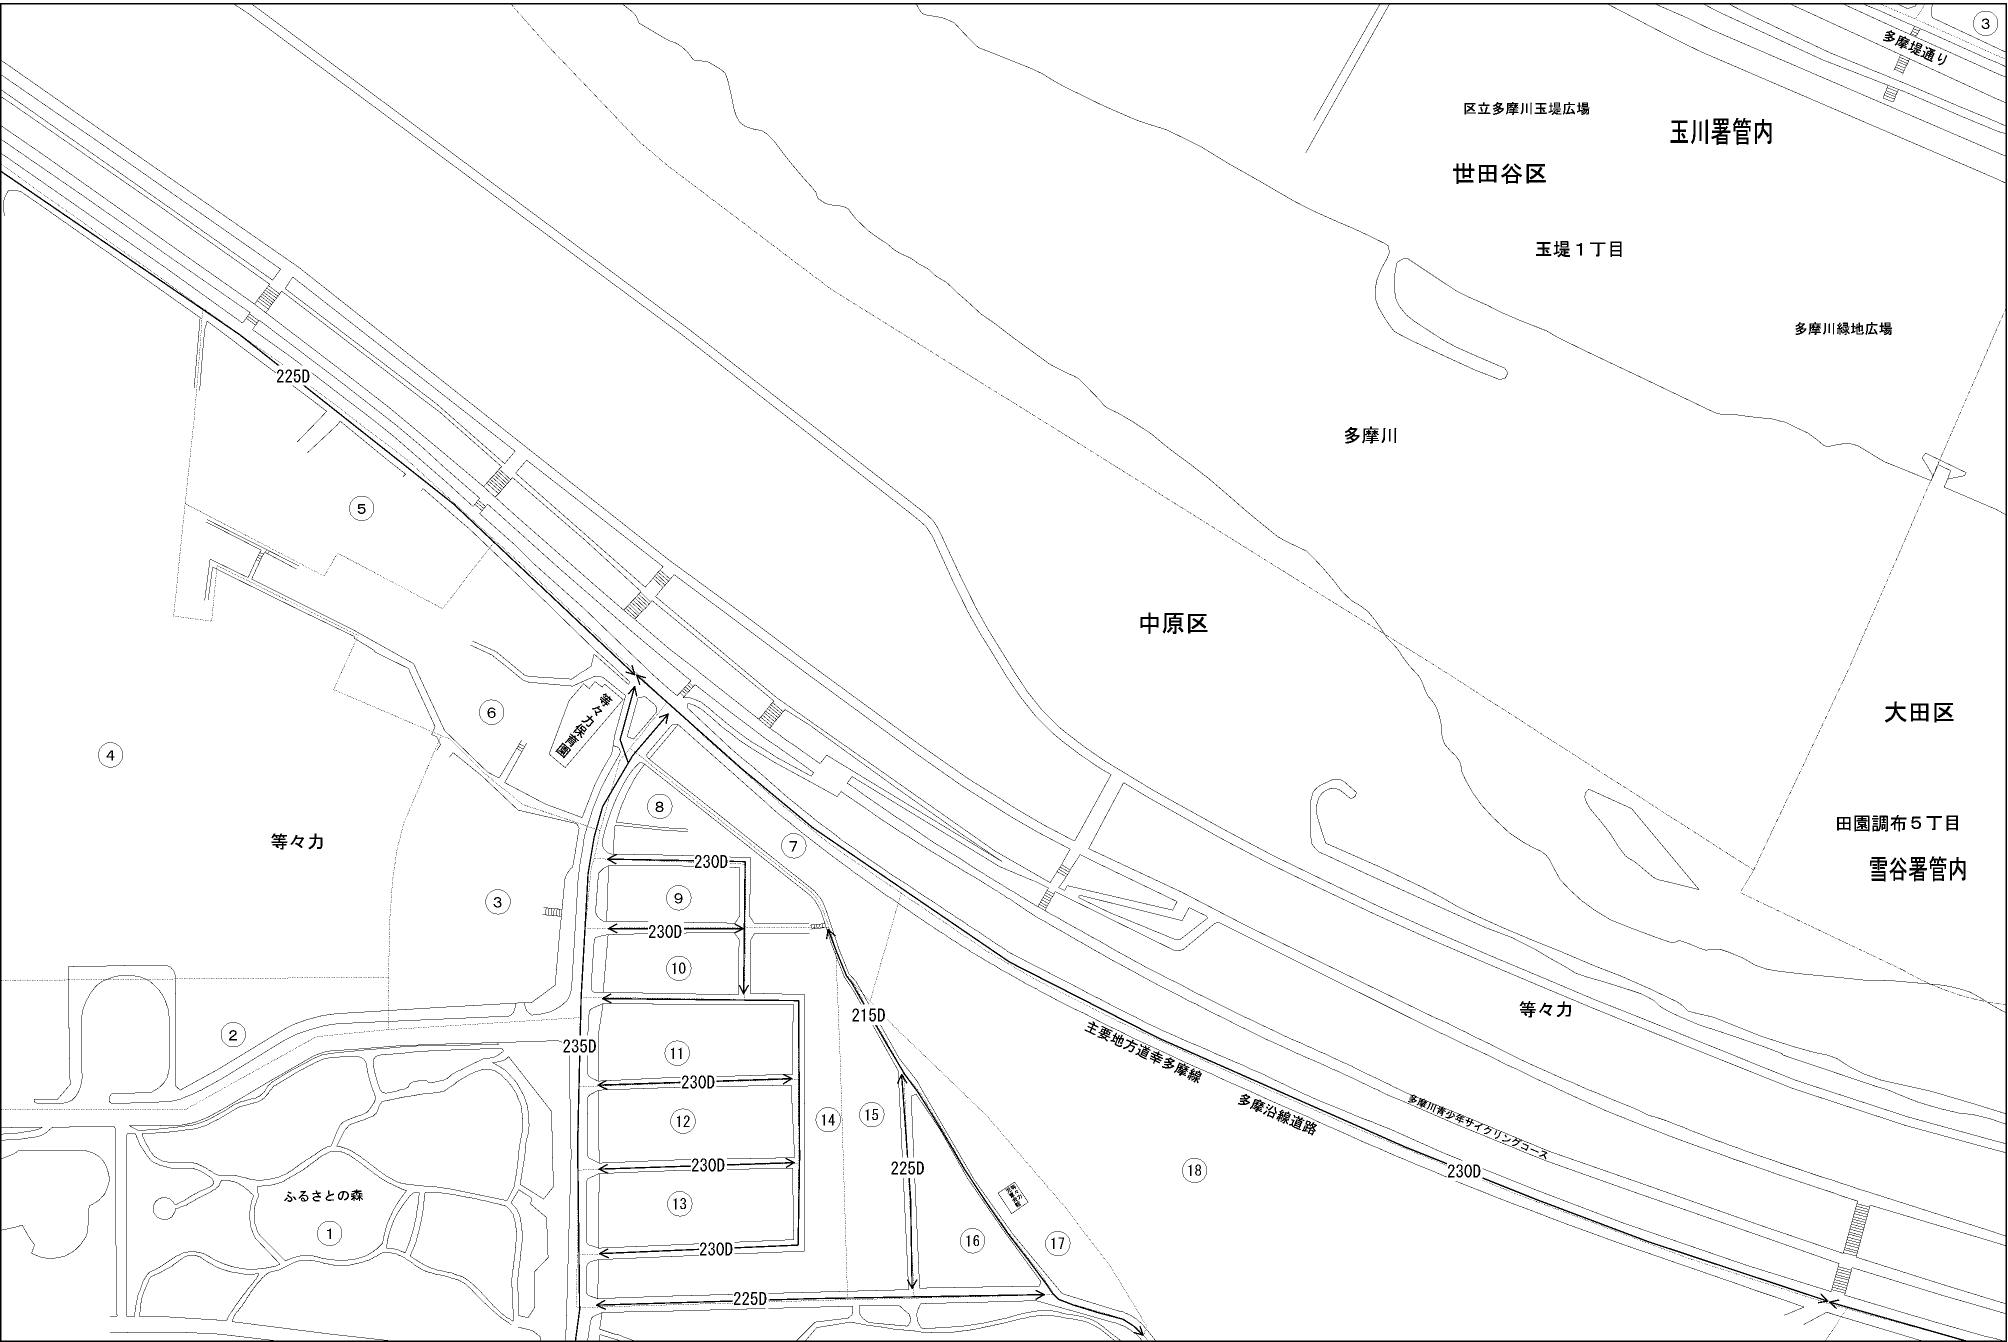 ③
多摩堤通り
区立多摩川玉堤広場
玉川署管内
世田谷区
玉堤１丁目
多摩川緑地広場
225D
多摩川
⑤
中原区
⑥
等々力保育園
大田区
④
⑧
⑦
田園調布５丁目
等々力
230D
雪谷署管内
③
⑨
230D
⑩
等々力
215D
②
235D
主要地方道幸多摩線
⑪
230D
多摩沿線道路
多摩川青少年サイクリングコース
⑫
⑭
⑮
230D
225D
⑱
230D
ふるさとの森
①
⑬
⑯
⑰
230D
225D